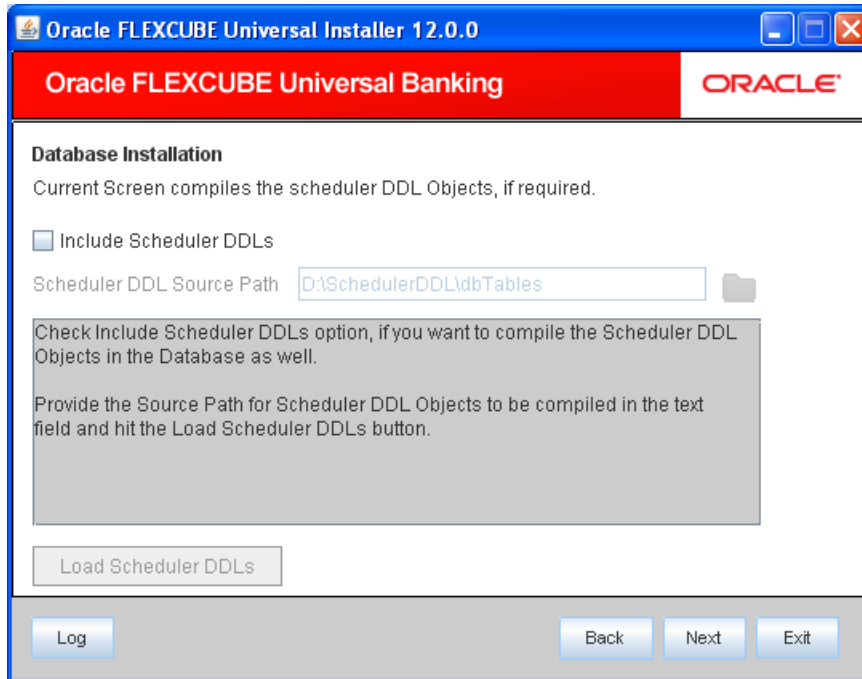 Oracle FLEXCUBE Universal Installer 12.0.0
Oracle FLEXCUBE Universal Banking
ORACLE
Database Installation
Current Screen compiles the scheduler DDL Objects, if required.
Include Scheduler DDLs
Scheduler DDL Source Path D:\SchedulerDDL\dbTables
Check Include Scheduler DDLs option, if you want to compile the Scheduler DDL
Objects in the Database as well.
Provide the Source Path for Scheduler DDL Objects to be compiled in the text
field and hit the Load Scheduler DDLs button.
Load Scheduler DDLs
Log Back Next Exit